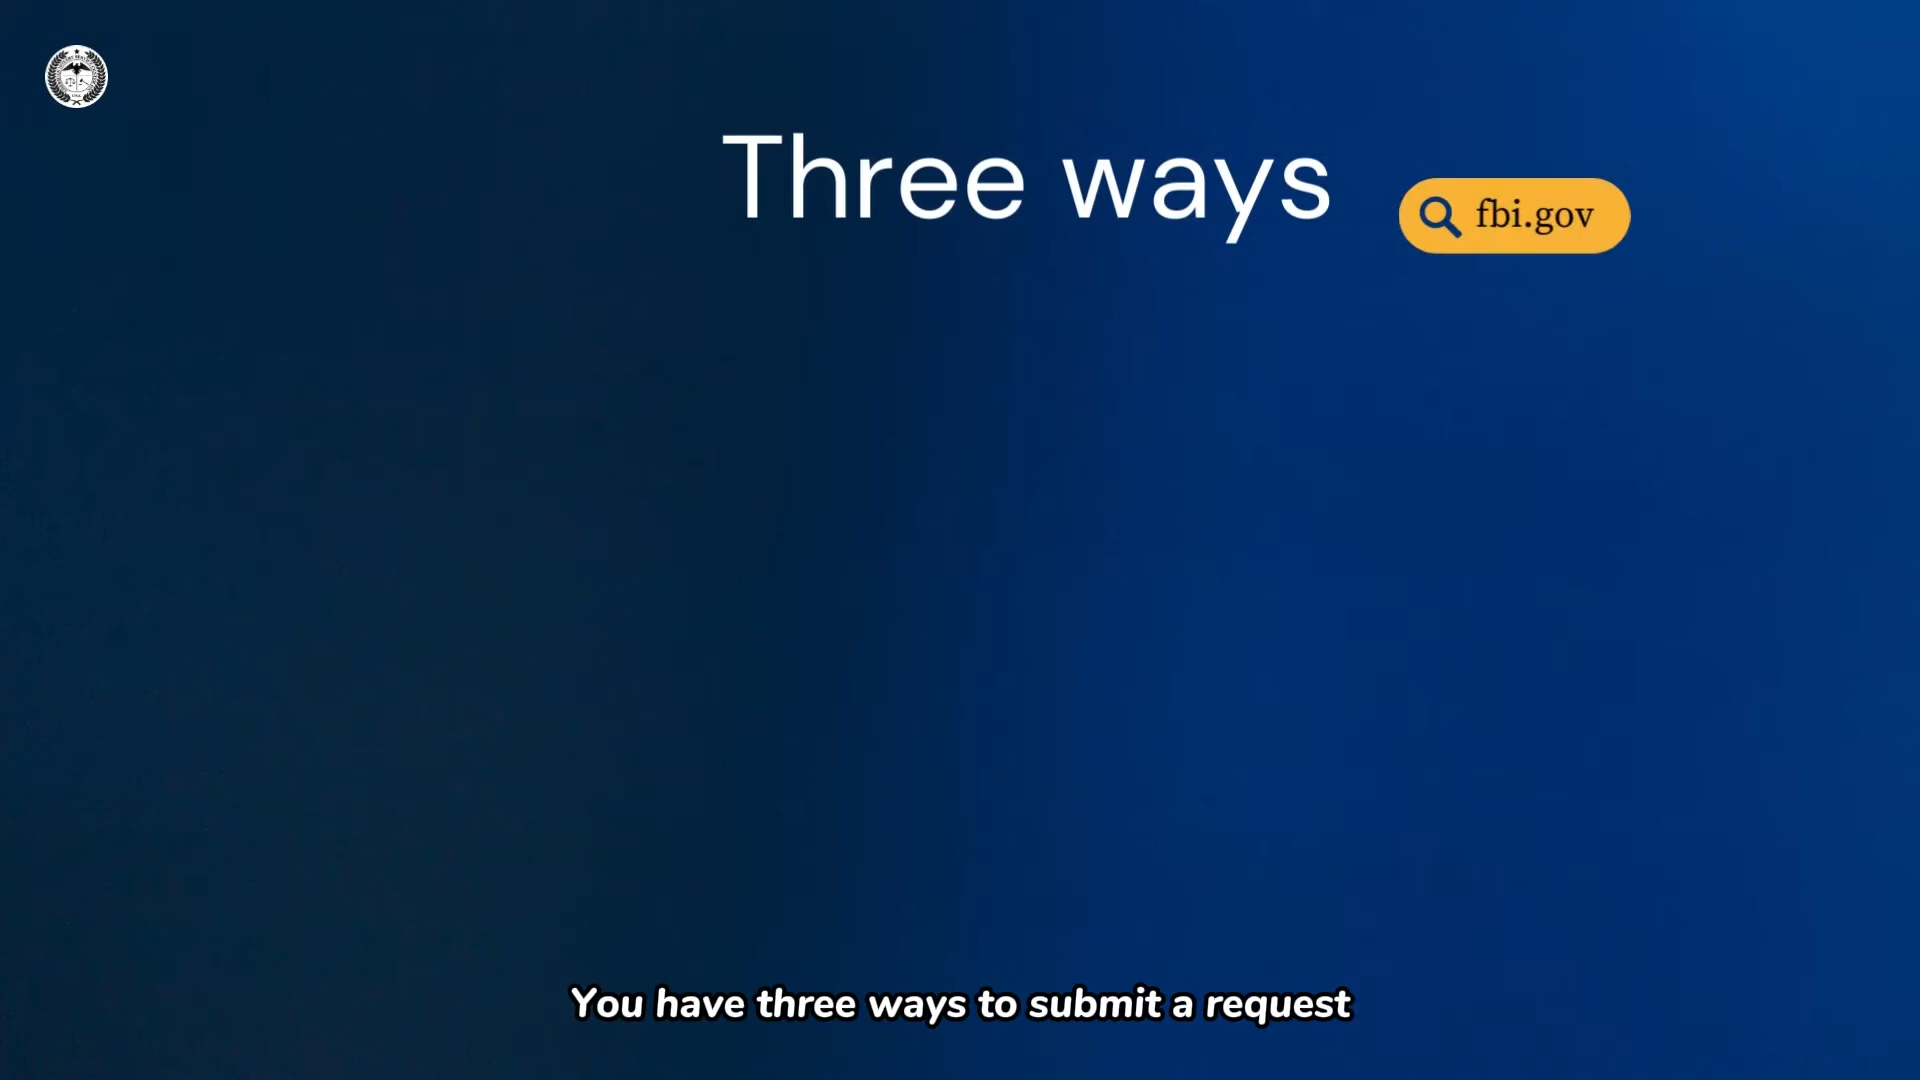 Three ways
fbi.gov
You have three ways to submit a request